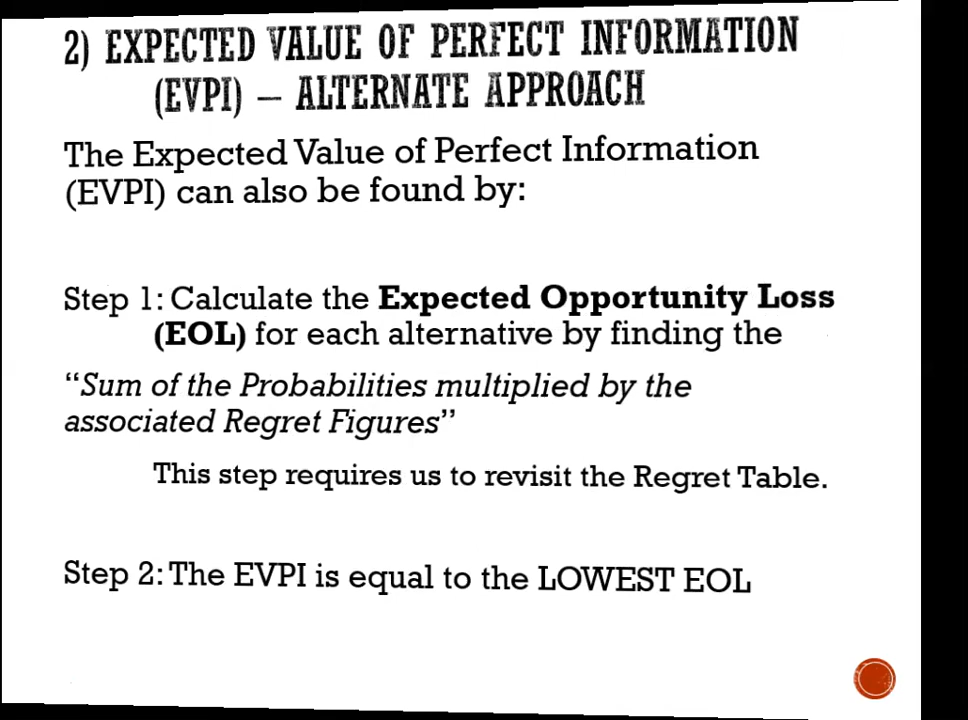 2) EXPECTED VALUE OF PERFECT INFORMATION
(EVPI) – ALTERNATE APPROACH
The Expected Value of Perfect Information
(EVPI) can also be found by:
Step 1: Calculate the Expected Opportunity Loss
(EOL) for each alternative by finding the
“Sum of the Probabilities multiplied by the
associated Regret Figures”
This step requires us to revisit the Regret Table.
Step 2: The EVPI is equal to the LOWEST EOL